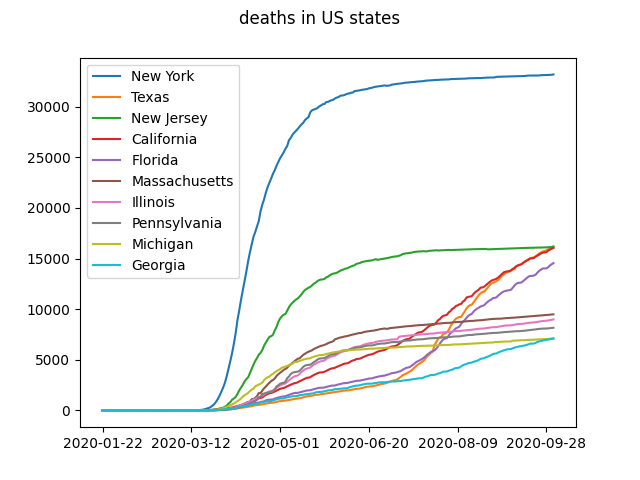 deaths in US states
New York
Texas
New Jersey
California
Florida
Massachusetts
Illinois
Pennsylvania
Michigan
Georgia
30000
25000
20000
15000
10000
5000
0
2020-01-22 2020-03-12 2020-05-01 2020-06-20 2020-08-09 2020-09-28